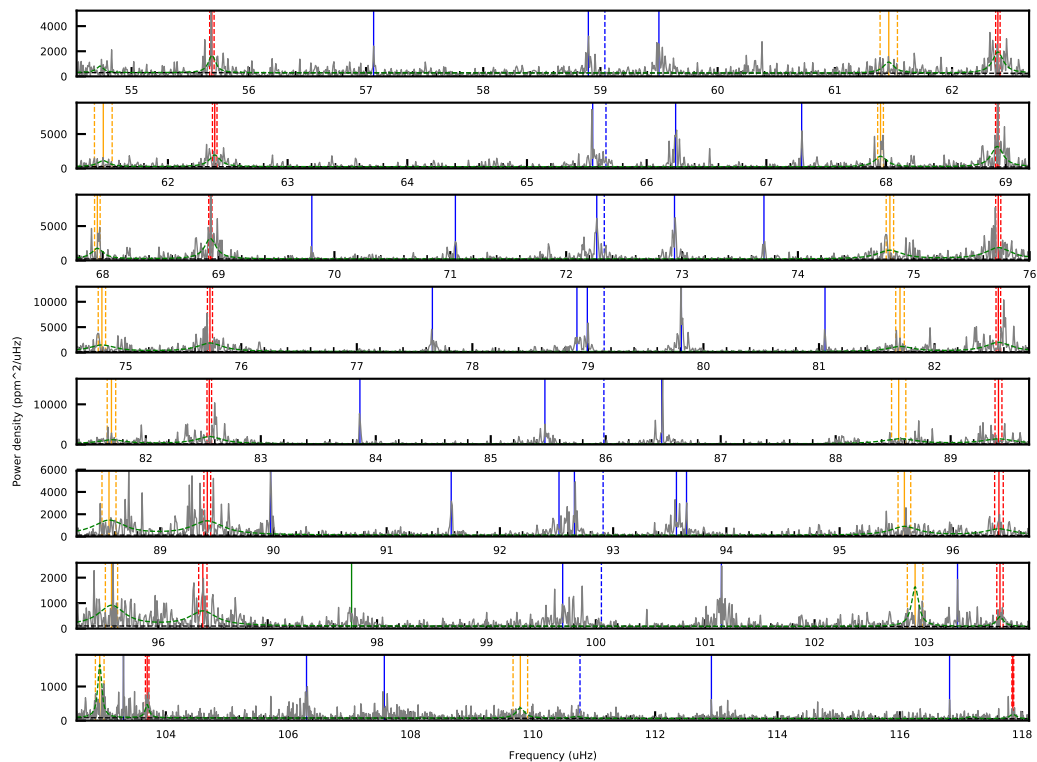 4000
2000
0
55 56 57 58 59 60 61 62
5000
0
62 63 64 65 66 67 68 69
5000
0
68 69 70 71 72 73 74 75 76
10000
5000
0
75 76 77 78 79 80 81 82
10000
0
82 83 84 85 86 87 88 89
6000
4000
2000
0
89 90 91 92 93 94 95 96
2000
1000
0
96 97 98 99 100 101 102 103
1000
0
104 106 108 110 112 114 116 118
Power density (ppm^2/uHz)
Frequency (uHz)